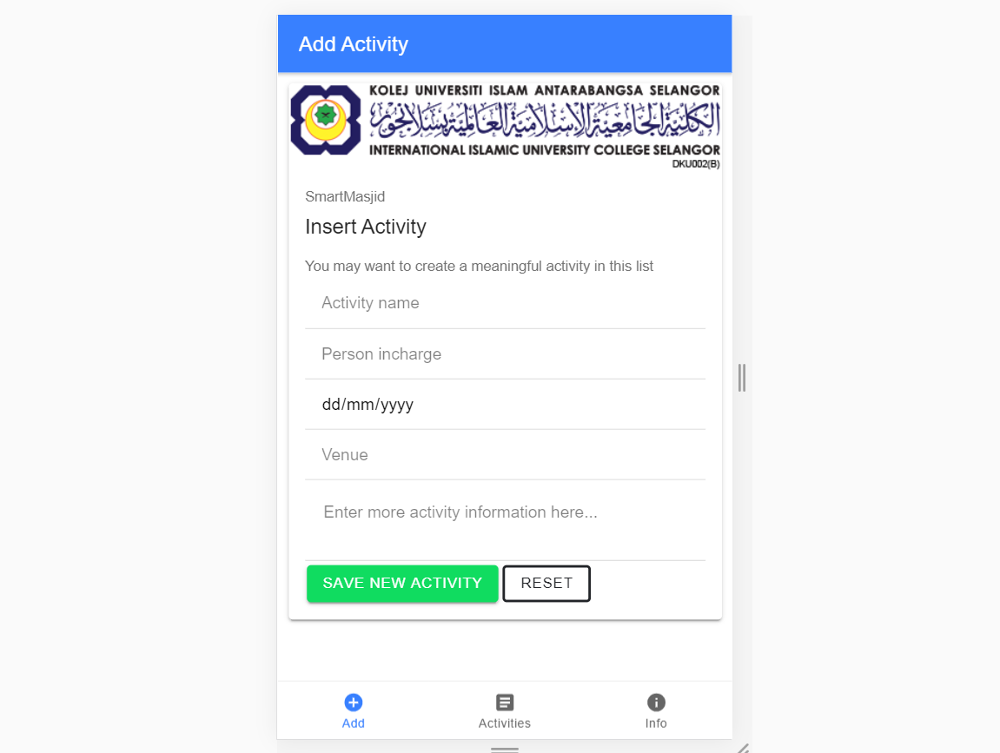 Add Activity
KOLEJ UNIVERSITI ISLAM ANTARABANGSA SELANGOR
الكلية الجامعية الإسلامية العالمية بسلانجور
INTERNATIONAL ISLAMIC UNIVERSITY COLLEGE SELANGOR
DKU002(B)
SmartMasjid
Insert Activity
You may want to create a meaningful activity in this list
Activity name
Person incharge
dd/mm/yyyy
Venue
Enter more activity information here...
SAVE NEW ACTIVITY RESET
Add Activities Info